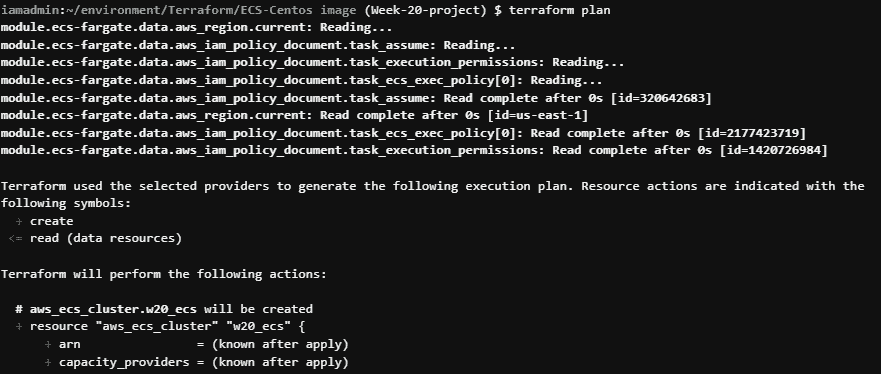 iamadmin:~/environment/Terraform/ECS-Centos image (Week-20-project) $ terraform plan
module.ecs-fargate.data.aws_region.current: Reading...
module.ecs-fargate.data.aws_iam_policy_document.task_assume: Reading...
module.ecs-fargate.data.aws_iam_policy_document.task_execution_permissions: Reading...
module.ecs-fargate.data.aws_iam_policy_document.task_ecs_exec_policy[0]: Reading...
module.ecs-fargate.data.aws_iam_policy_document.task_assume: Read complete after 0s [id=320642683]
module.ecs-fargate.data.aws_region.current: Read complete after 0s [id=us-east-1]
module.ecs-fargate.data.aws_iam_policy_document.task_ecs_exec_policy[0]: Read complete after 0s [id=2177423719]
module.ecs-fargate.data.aws_iam_policy_document.task_execution_permissions: Read complete after 0s [id=1420726984]
Terraform used the selected providers to generate the following execution plan. Resource actions are indicated with the
following symbols:
+ create
<= read (data resources)
Terraform will perform the following actions:
# aws_ecs_cluster.w20_ecs will be created
+ resource "aws_ecs_cluster" "w20_ecs" {
+ arn = (known after apply)
+ capacity_providers = (known after apply)